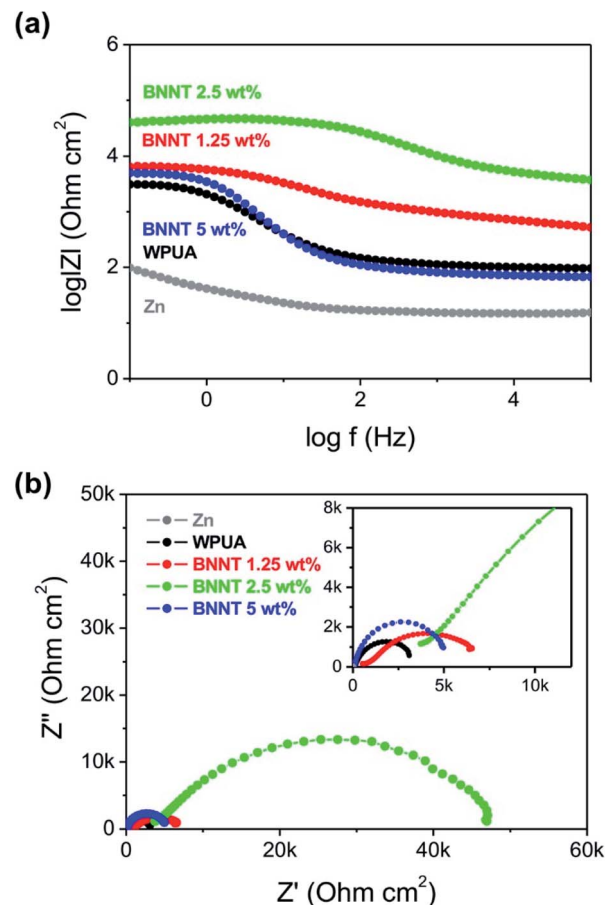 (a)
6
4
2
0
log|Z| (Ohm cm²)
BNNT 2.5 wt%
BNNT 1.25 wt%
BNNT 5 wt%
WPUA
Zn
0 2 4
log f (Hz)
(b)
50k
40k
30k
20k
10k
0
Z" (Ohm cm²)
Zn
WPUA
BNNT 1.25 wt%
BNNT 2.5 wt%
BNNT 5 wt%
8k
6k
4k
2k
0
0 5k 10k
0 20k 40k 60k
Z' (Ohm cm²)